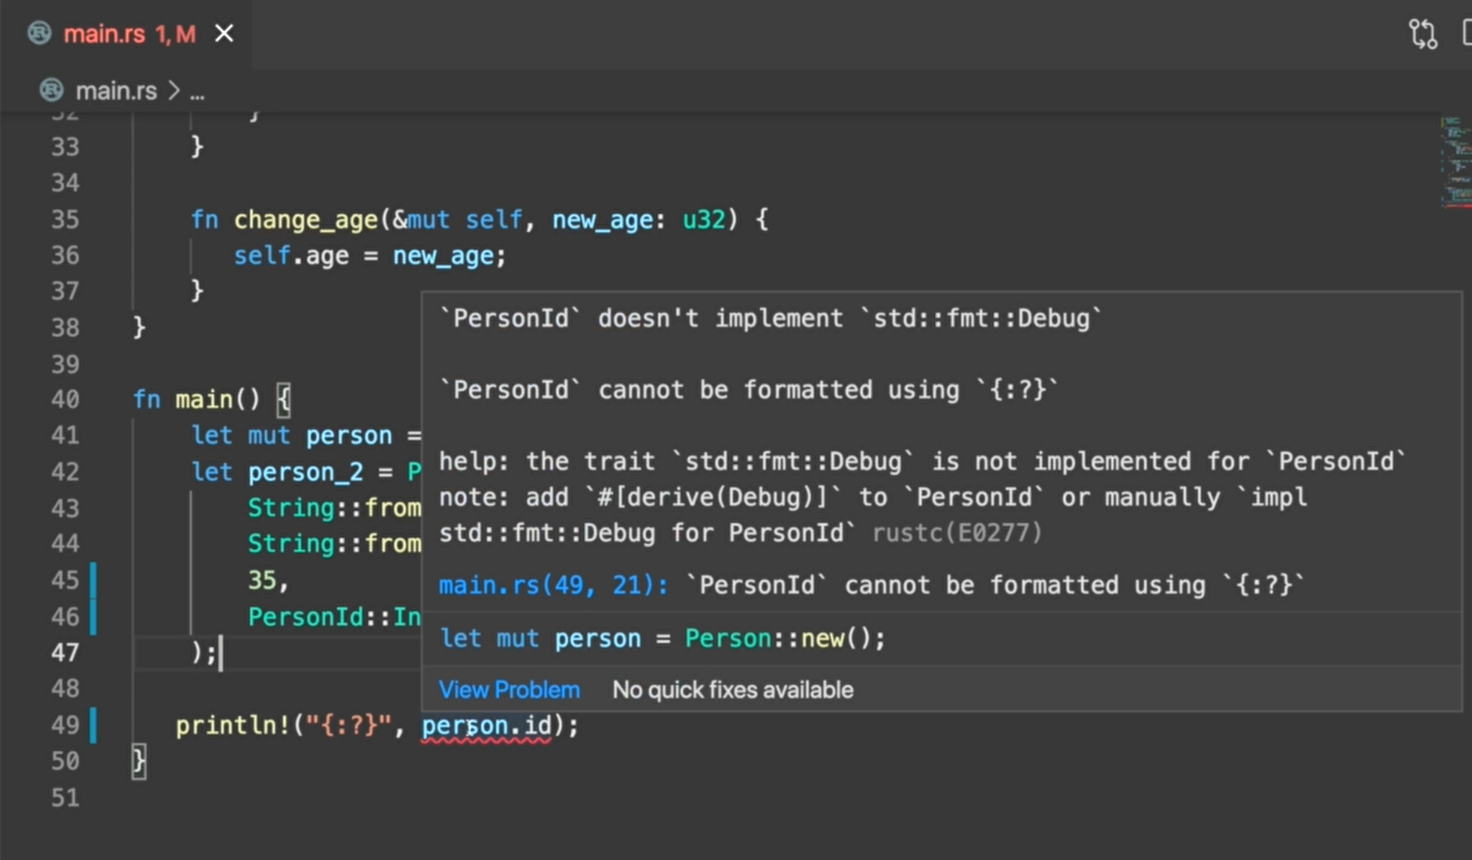 main.rs 1, M
main.rs > ...
32 }
33 }
34
35 fn change_age(&mut self, new_age: u32) {
36 self.age = new_age;
37 }
38 }
39
40 fn main() {
41 let mut person =
42 let person_2 = P
43 String::from
44 String::from
45 35,
46 PersonId::In
47 );
48
49 println!("{:?}", person.id);
50 }
51
`PersonId` doesn't implement `std::fmt::Debug`
`PersonId` cannot be formatted using `{:?}`
help: the trait `std::fmt::Debug` is not implemented for `PersonId`
note: add `#[derive(Debug)]` to `PersonId` or manually `impl
std::fmt::Debug for PersonId` rustc(E0277)
main.rs(49, 21): `PersonId` cannot be formatted using `{:?}`
let mut person = Person::new();
View Problem No quick fixes available